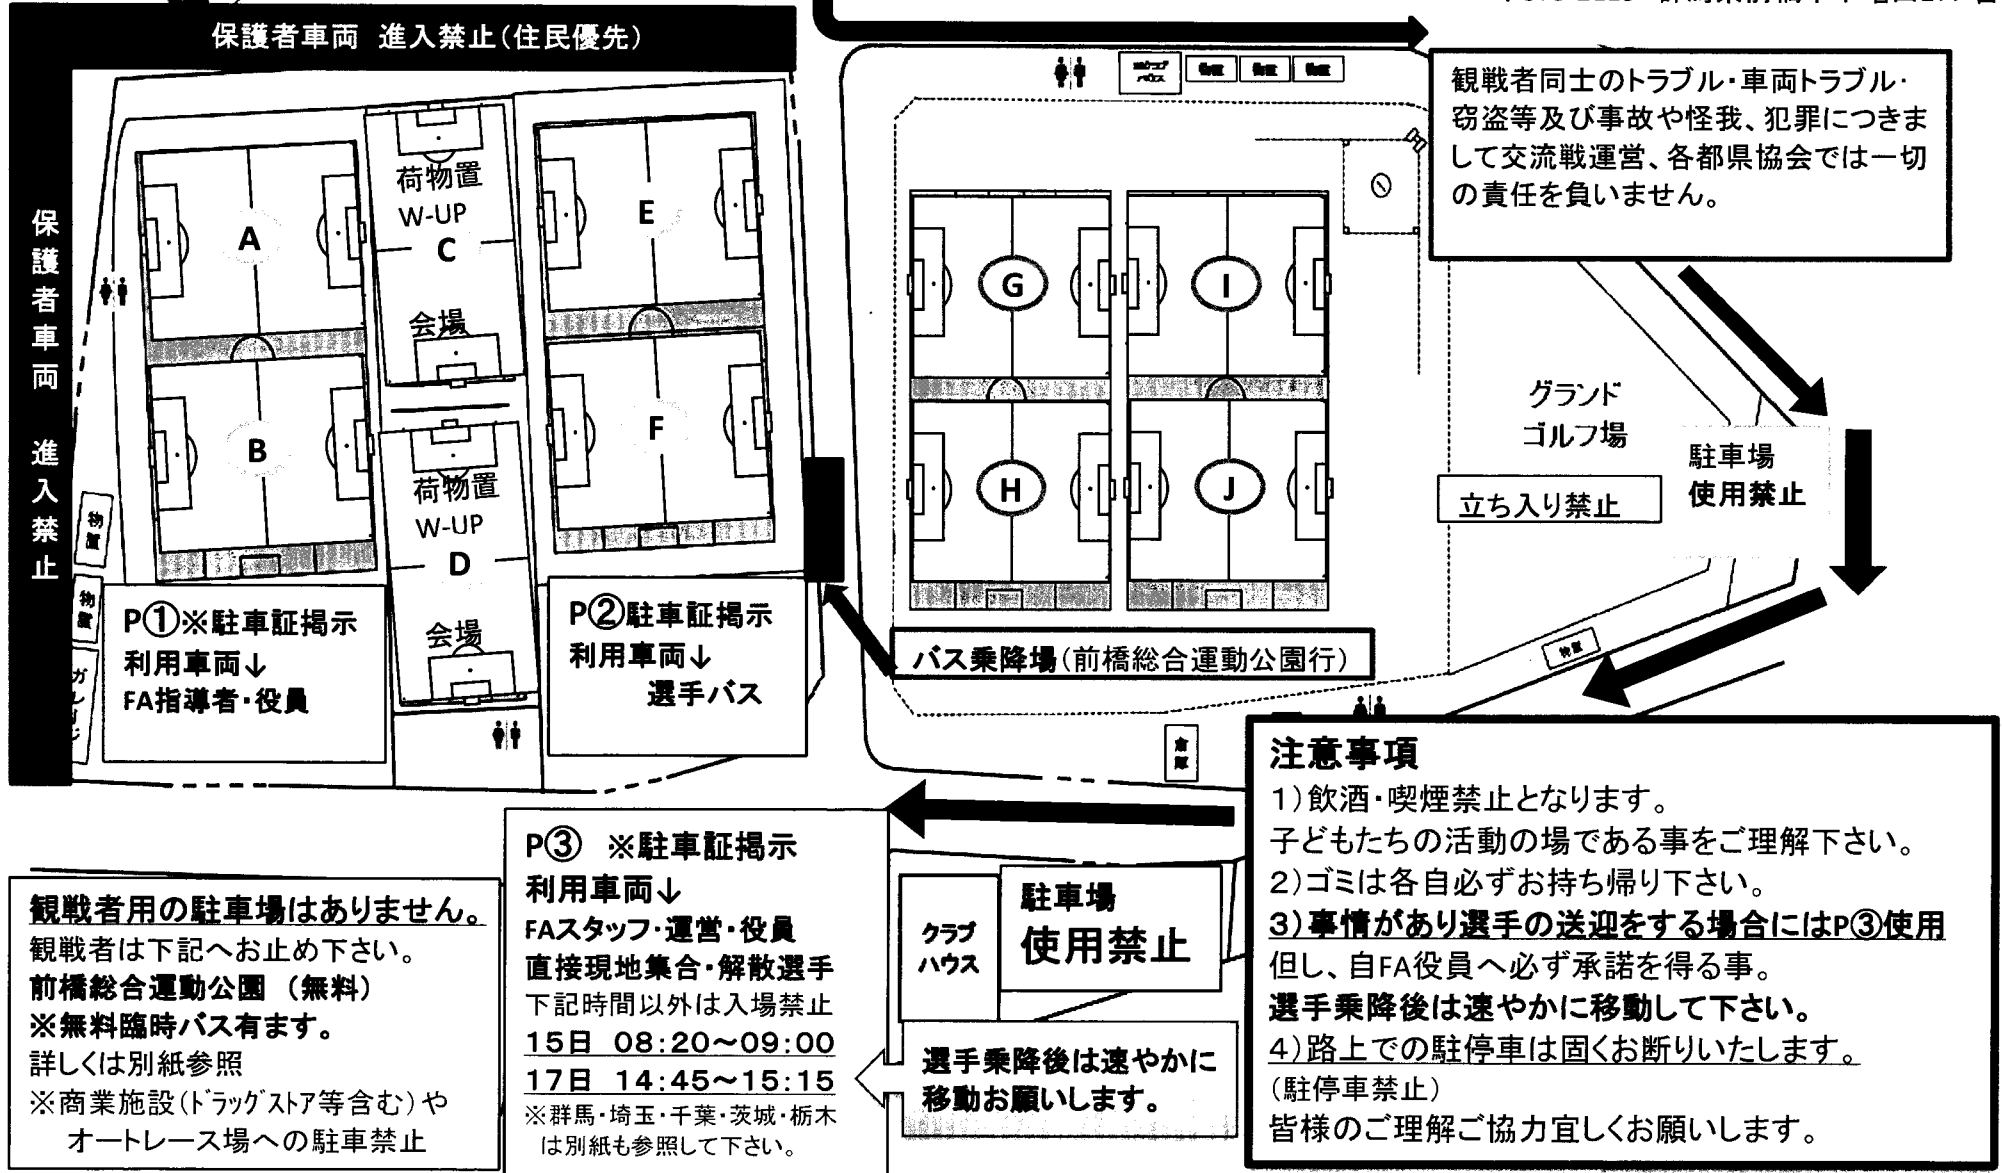 保護者車両 進入禁止(住民優先)
保護者車両 進入禁止
観戦者同士のトラブル・車両トラブル・
窃盗等及び事故や怪我、犯罪につきま
して交流戦運営、各都県協会では一切
の責任を負いません。
A
荷物置
W-UP
C
会場
E
G
I
B
荷物置
W-UP
D
会場
F
H
J
グランド
ゴルフ場
立ち入り禁止
駐車場
使用禁止
物置
物置
物置
P①※駐車証掲示
利用車両↓
FA指導者・役員
P②駐車証掲示
利用車両↓
選手バス
バス乗降場(前橋総合運動公園行)
倉庫
P③ ※駐車証掲示
利用車両↓
FAスタッフ・運営・役員
直接現地集合・解散選手
下記時間以外は入場禁止
15日 08:20～09:00
17日 14:45～15:15
※群馬・埼玉・千葉・茨城・栃木
は別紙も参照して下さい。
観戦者用の駐車場はありません。
観戦者は下記へお止め下さい。
前橋総合運動公園 (無料)
※無料臨時バス有ます。
詳しくは別紙参照
※商業施設(ﾄﾞﾗｯｸﾞｽﾄｱ等含む)や
オートレース場への駐車禁止
クラブ
ハウス
駐車場
使用禁止
選手乗降後は速やかに
移動お願いします。
注意事項
1)飲酒・喫煙禁止となります。
子どもたちの活動の場である事をご理解下さい。
2)ゴミは各自必ずお持ち帰り下さい。
3)事情があり選手の送迎をする場合にはP③使用
但し、自FA役員へ必ず承諾を得る事。
選手乗降後は速やかに移動して下さい。
4)路上での駐停車は固くお断りいたします。
(駐停車禁止)
皆様のご理解ご協力宜しくお願いします。